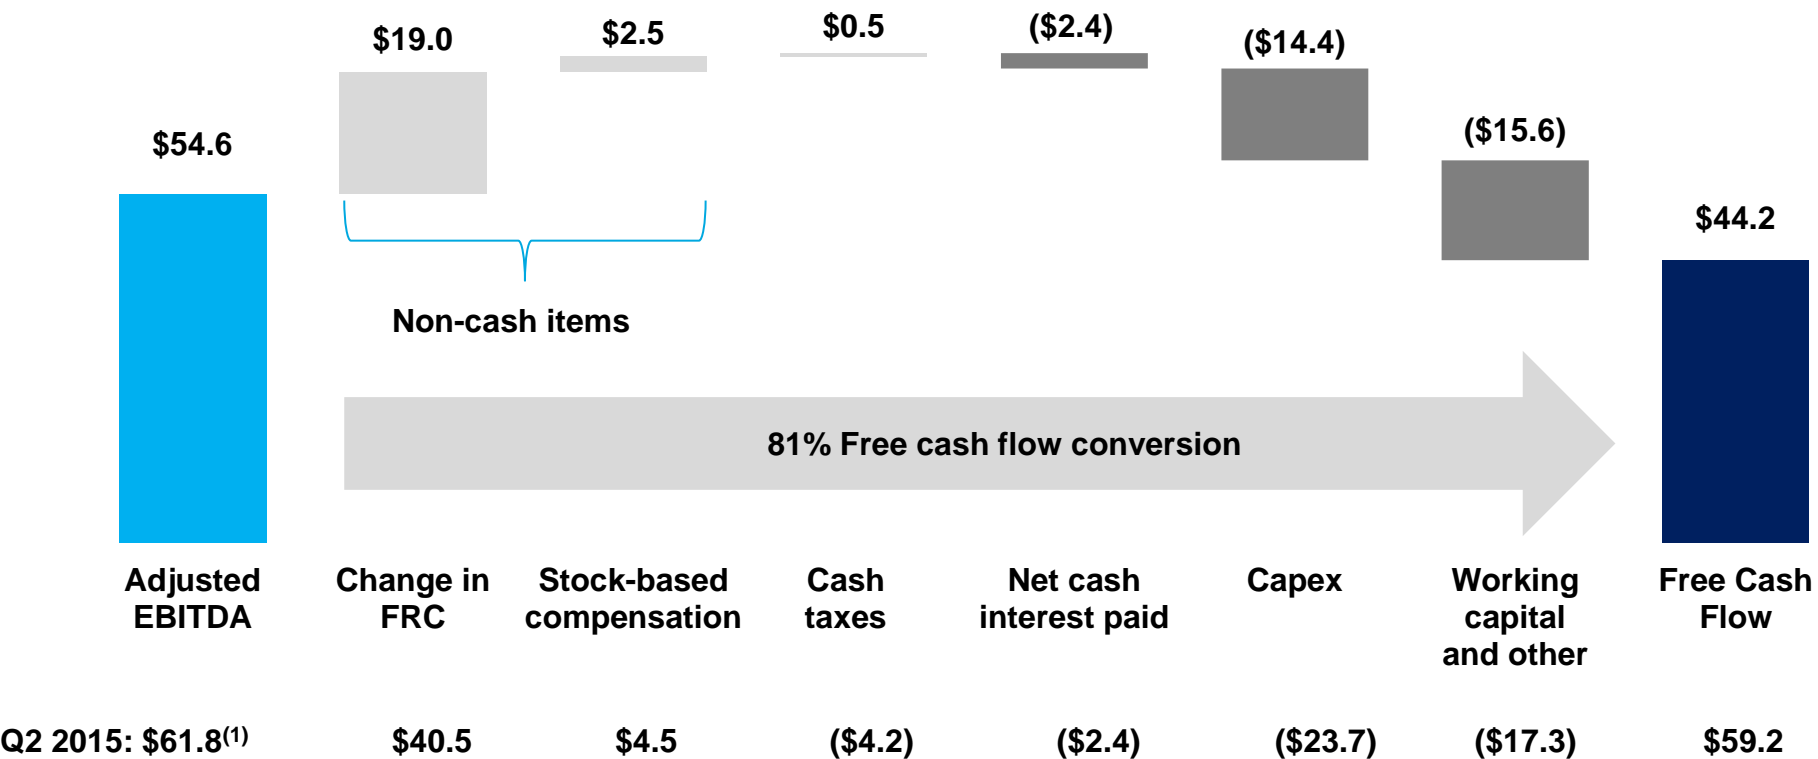 $19.0
$2.5
$0.5
($2.4)
($14.4)
$54.6
($15.6)
$44.2
Non-cash items
81% Free cash flow conversion
Adjusted
EBITDA
Change in
FRC
Stock-based
compensation
Cash
taxes
Net cash
interest paid
Capex
Working
capital
and other
Free Cash
Flow
Q2 2015: $61.8(1) $40.5 $4.5 ($4.2) ($2.4) ($23.7) ($17.3) $59.2